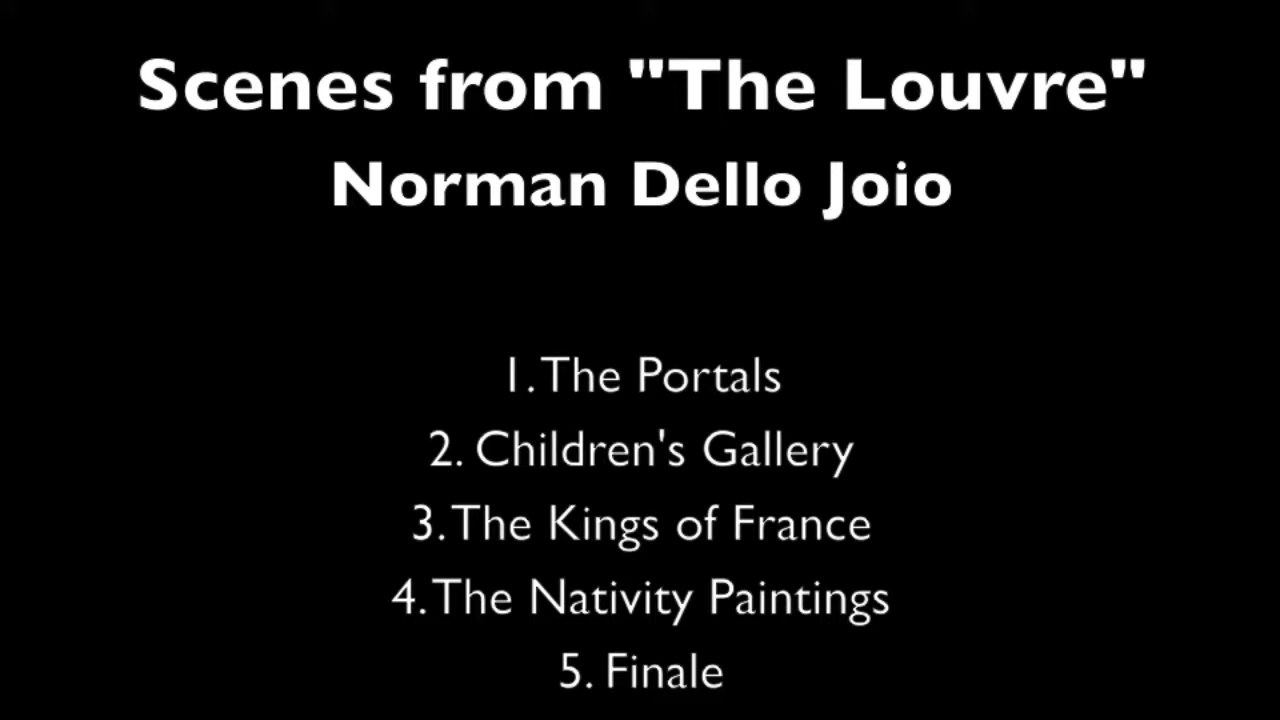 Scenes from "The Louvre"
Norman Dello Joio
1. The Portals
2. Children's Gallery
3. The Kings of France
4. The Nativity Paintings
5. Finale